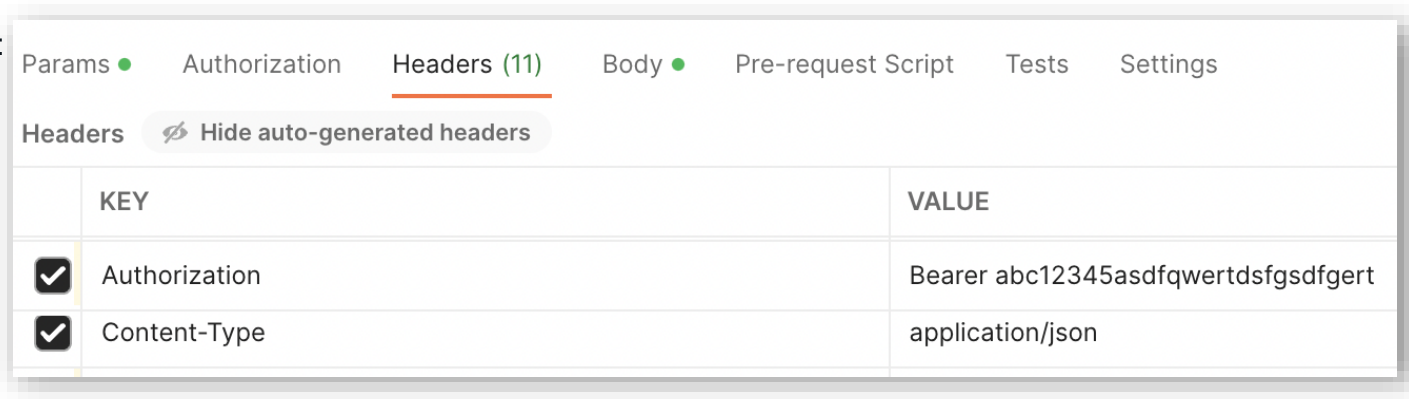 Params Authorization Headers (11) Body Pre-request Script Tests Settings
Headers Hide auto-generated headers
KEY VALUE
Authorization Bearer abc12345asdfqwertdsfgsdfgert
Content-Type application/json